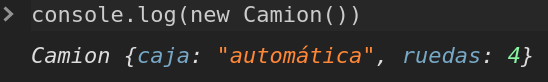 console.log(new Camion())
Camion {caja: "automática", ruedas: 4}